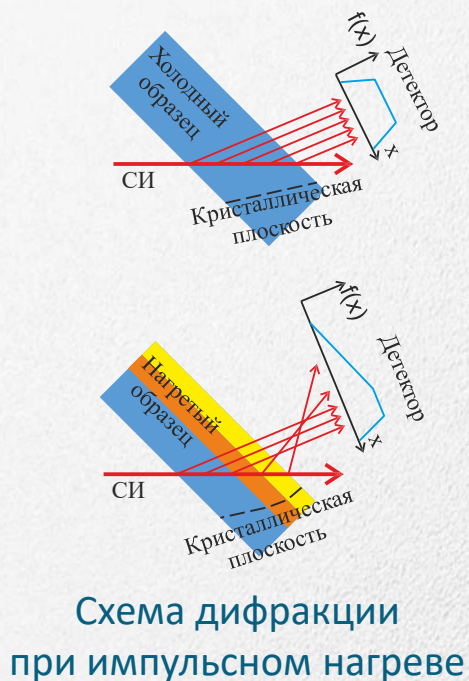 f(x)
Детектор
x
Холодный
образец
СИ
Кристаллическая
плоскость
f(x)
Детектор
x
Нагретый
образец
СИ
Кристаллическая
плоскость
Схема дифракции
при импульсном нагреве